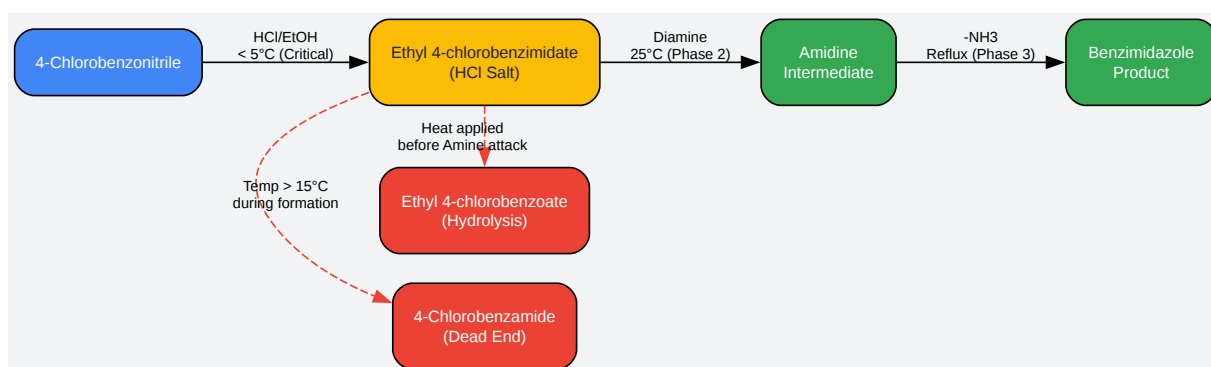 4-Chlorobenzonitrile
HCl/EtOH
< 5°C (Critical)
Ethyl 4-chlorobenzimidate
(HCl Salt)
Diamine
25°C (Phase 2)
Amidine
Intermediate
-NH3
Reflux (Phase 3)
Benzimidazole
Product
Heat applied
before Amine attack
Temp > 15°C
during formation
Ethyl 4-chlorobenzoate
(Hydrolysis)
4-Chlorobenzamide
(Dead End)